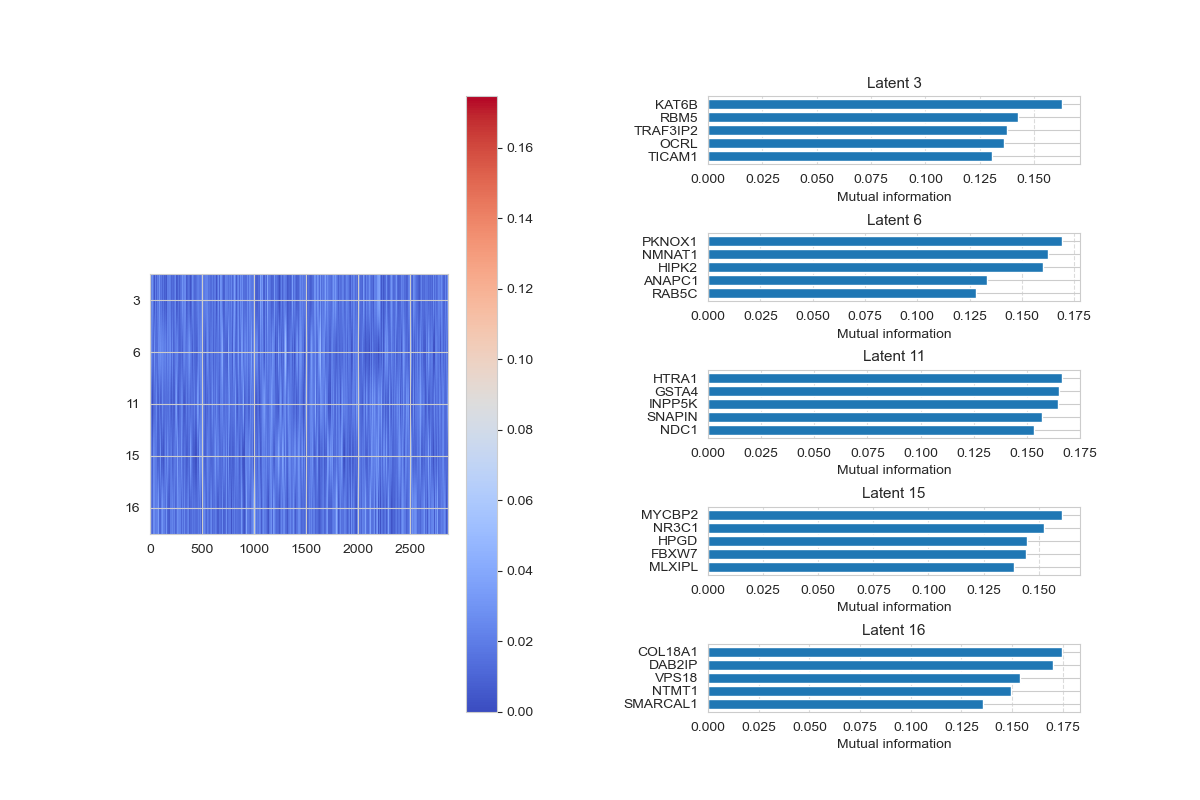 3
6
11
15
16
0 500 1000 1500 2000 2500
0.16
0.14
0.12
0.10
0.08
0.06
0.04
0.02
0.00
Latent 3
KAT6B
RBM5
TRAF3IP2
OCRL
TICAM1
0.000 0.025 0.050 0.075 0.100 0.125 0.150
Mutual information
Latent 6
PKNOX1
NMNAT1
HIPK2
ANAPC1
RAB5C
0.000 0.025 0.050 0.075 0.100 0.125 0.150 0.175
Mutual information
Latent 11
HTRA1
GSTA4
INPP5K
SNAPIN
NDC1
0.000 0.025 0.050 0.075 0.100 0.125 0.150 0.175
Mutual information
Latent 15
MYCBP2
NR3C1
HPGD
FBXW7
MLXIPL
0.000 0.025 0.050 0.075 0.100 0.125 0.150
Mutual information
Latent 16
COL18A1
DAB2IP
VPS18
NTMT1
SMARCAL1
0.000 0.025 0.050 0.075 0.100 0.125 0.150 0.175
Mutual information